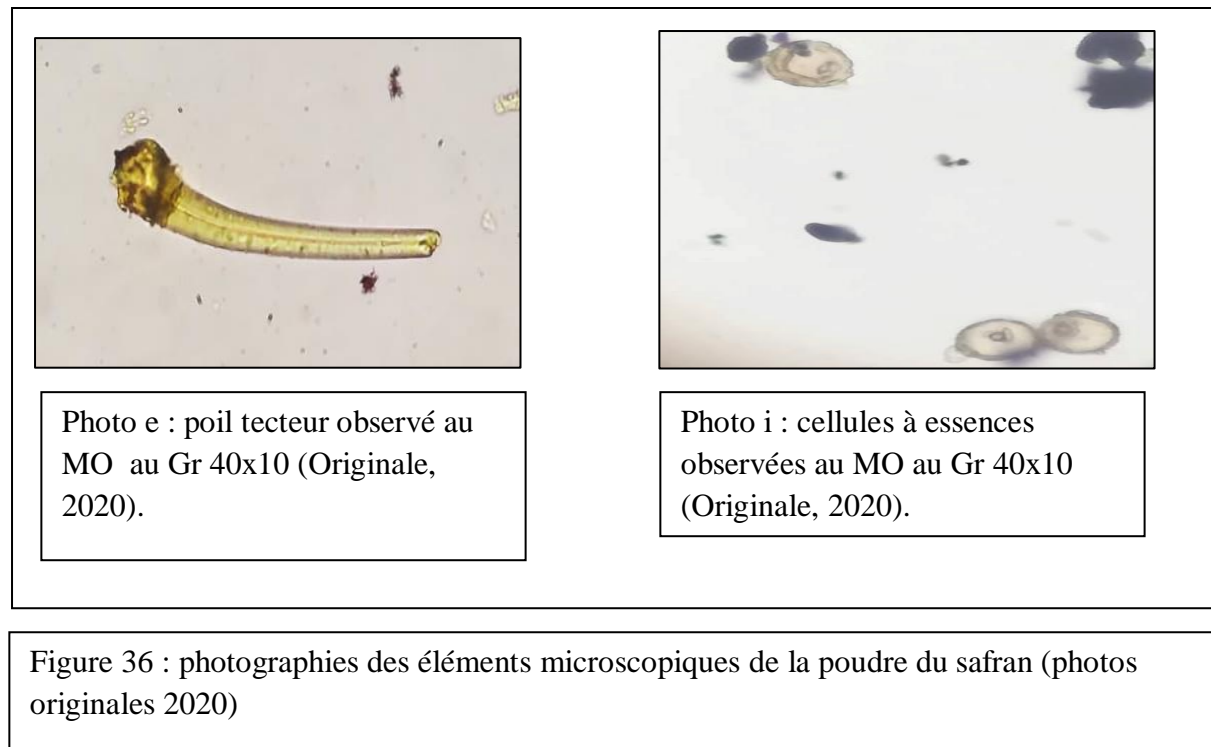 Photo e : poil tecteur observé au
MO  au Gr 40x10 (Originale,
2020).
Photo i : cellules à essences
observées au MO au Gr 40x10
(Originale, 2020).
Figure 36 : photographies des éléments microscopiques de la poudre du safran (photos
originales 2020)